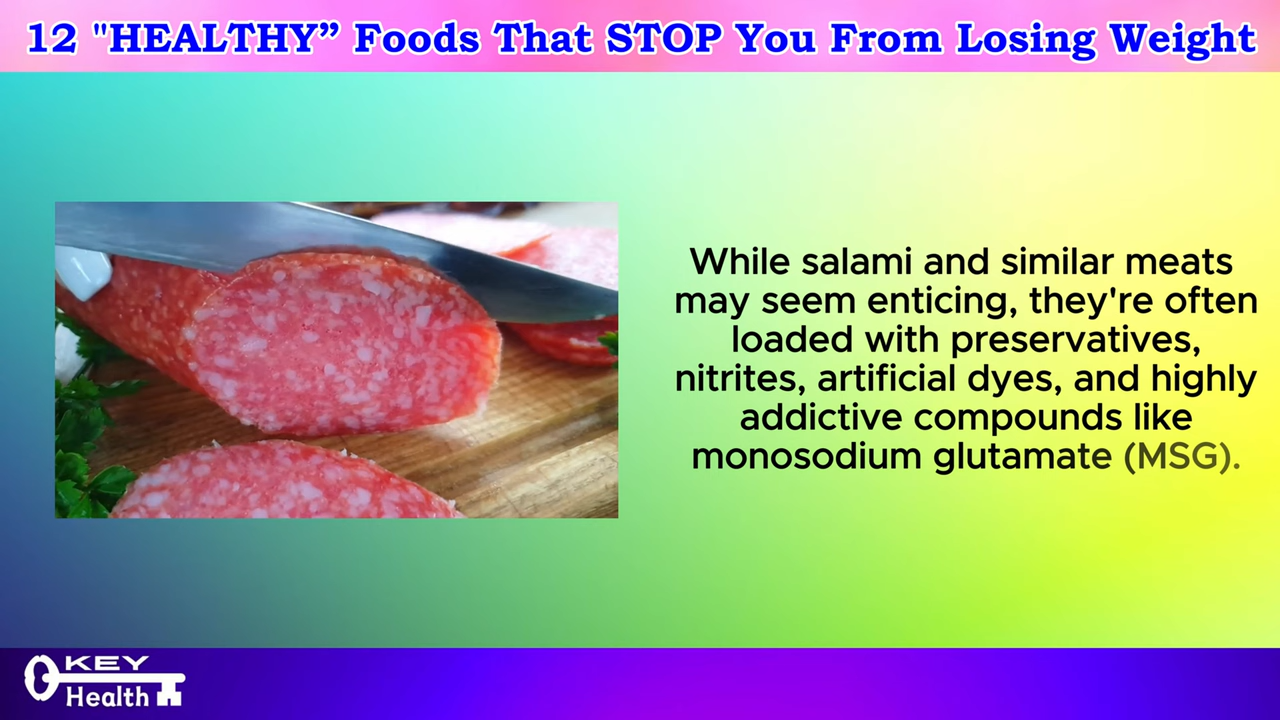 12 "HEALTHY” Foods That STOP You From Losing Weight
While salami and similar meats
may seem enticing, they're often
loaded with preservatives,
nitrites, artificial dyes, and highly
addictive compounds like
monosodium glutamate (MSG).
KEY
Health